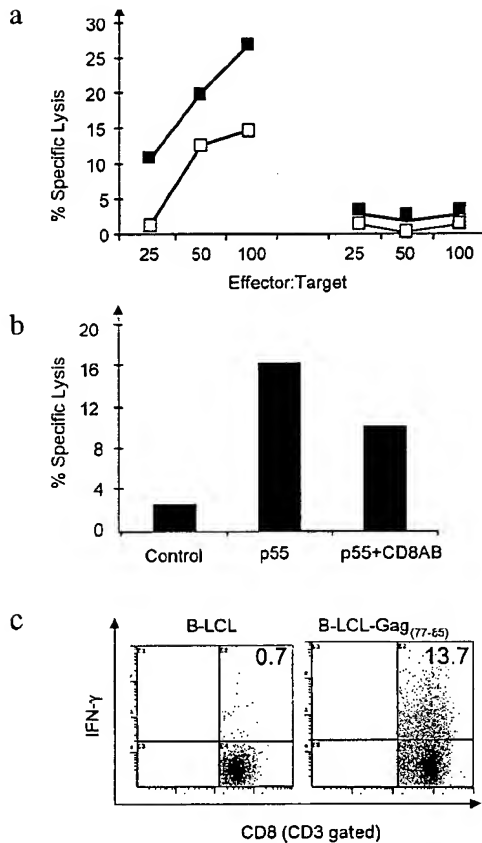 a
% Specific Lysis
30
25
20
15
10
5
0
25 50 100 25 50 100
Effector:Target
b
% Specific Lysis
20
16
12
8
4
0
Control p55 p55+CD8AB
c
B-LCL B-LCL-Gag(77-85)
0.7 13.7
IFN-γ
CD8 (CD3 gated)